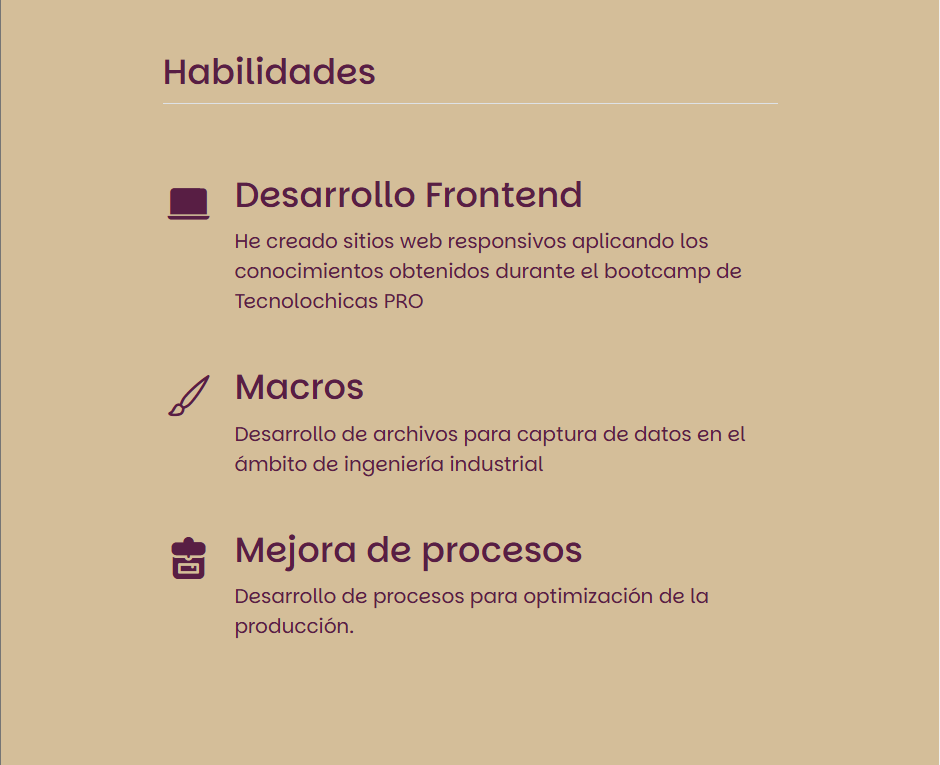 Habilidades
Desarrollo Frontend
He creado sitios web responsivos aplicando los
conocimientos obtenidos durante el bootcamp de
Tecnolochicas PRO
Macros
Desarrollo de archivos para captura de datos en el
ámbito de ingeniería industrial
Mejora de procesos
Desarrollo de procesos para optimización de la
producción.